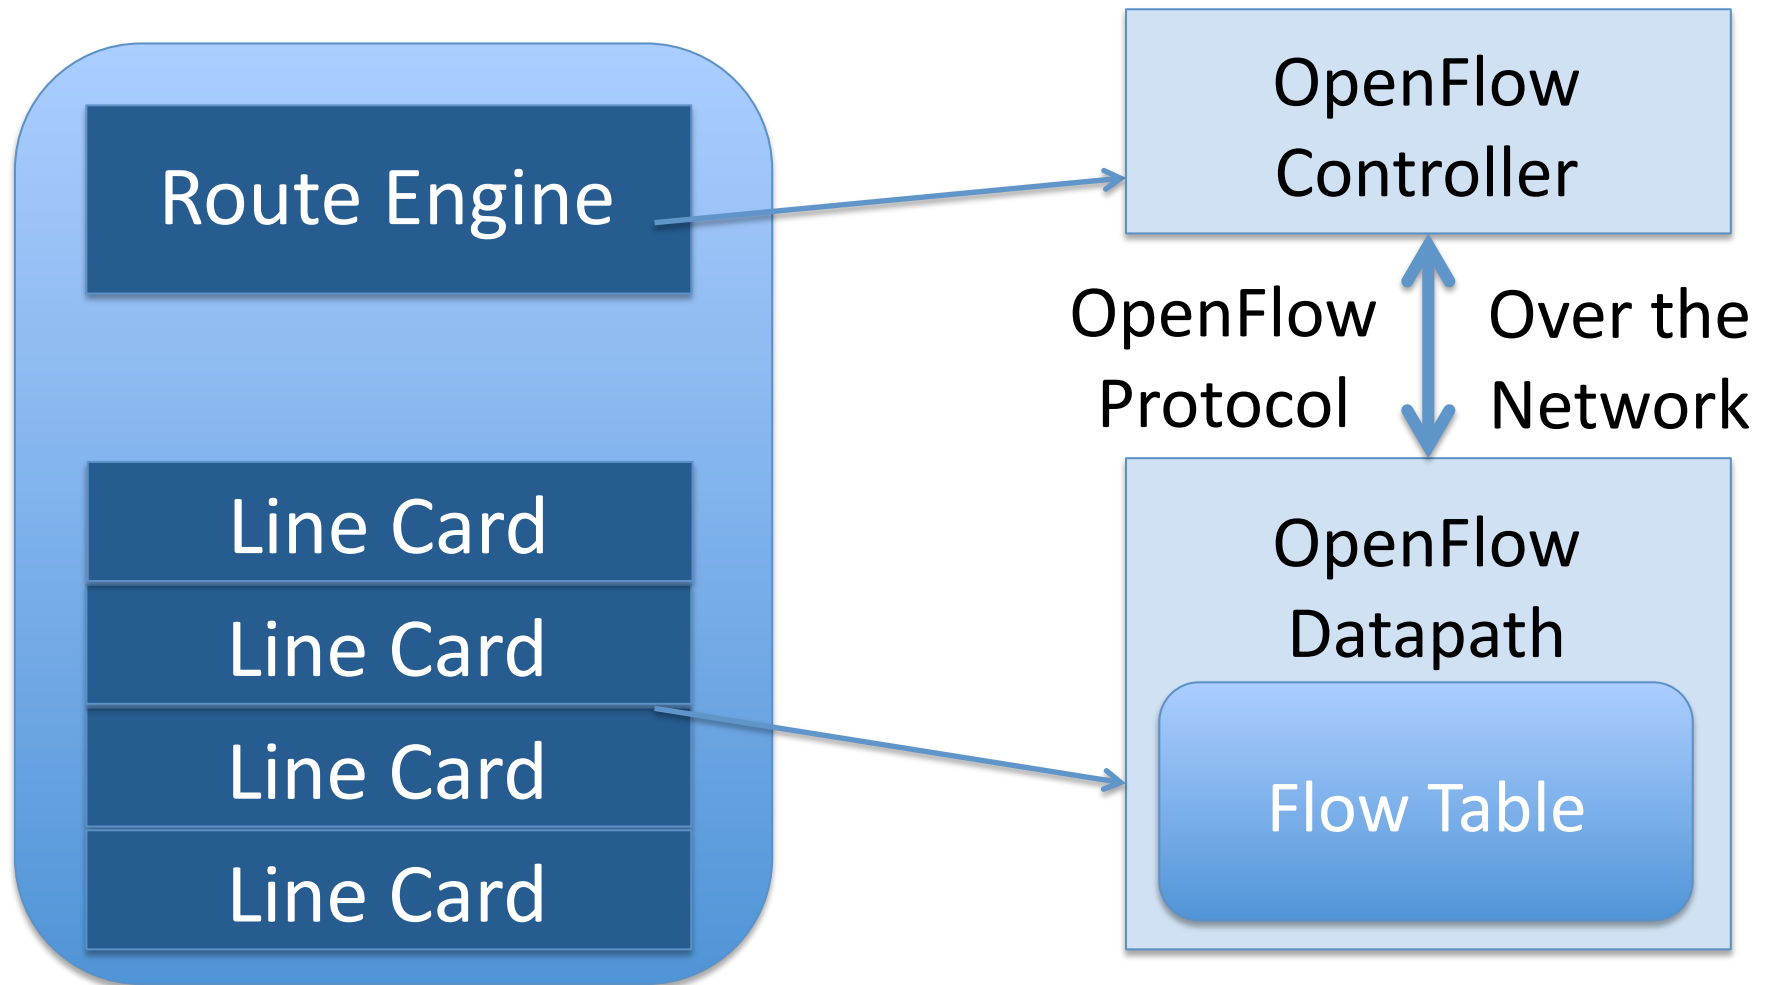 Route Engine
Line Card
Line Card
Line Card
Line Card
OpenFlow
Controller
OpenFlow
Protocol
Over the
Network
OpenFlow
Datapath
Flow Table